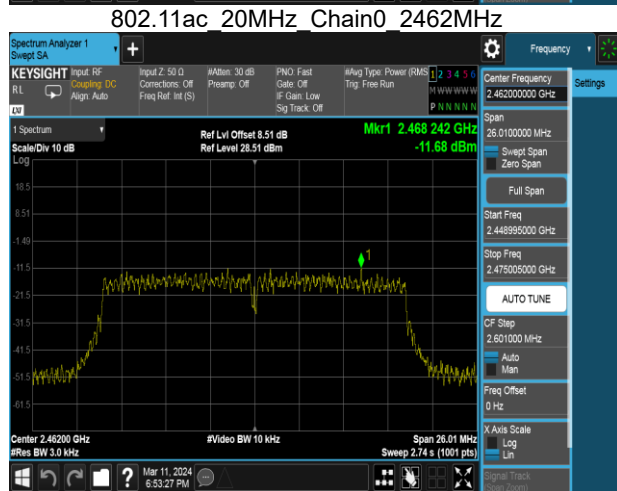 802.11ac_20MHz_Chain0_2462MHz
Spectrum Analyzer 1
Swept SA
Frequency
KEYSIGHT
RL
Input: RF
Coupling: DC
Align: Auto
Input Z: 50 Ω
Corrections: Off
Freq Ref: Int (S)
#Atten: 30 dB
Preamp: Off
PNO: Fast
Gate: Off
IF Gain: Low
Sig Track: Off
#Avg Type: Power (RMS
Trig: Free Run
1 2 3 4 5 6
M W W W W W
P N N N N N
LXI
1 Spectrum
Scale/Div 10 dB
Ref Lvl Offset 8.51 dB
Ref Level 28.51 dBm
Mkr1 2.468 242 GHz
-11.68 dBm
Log
18.5
8.51
-1.49
-11.5
-21.5
-31.5
-41.5
-51.5
-61.5
1
Center 2.46200 GHz
#Res BW 3.0 kHz
#Video BW 10 kHz
Span 26.01 MHz
Sweep 2.74 s (1001 pts)
Center Frequency
2.462000000 GHz
Settings
Span
26.0100000 MHz
Swept Span
Zero Span
Full Span
Start Freq
2.448995000 GHz
Stop Freq
2.475005000 GHz
AUTO TUNE
CF Step
2.601000 MHz
Auto
Man
Freq Offset
0 Hz
X Axis Scale
Log
Lin
Signal Track
(Span Zoom)
?
Mar 11, 2024
6:53:27 PM